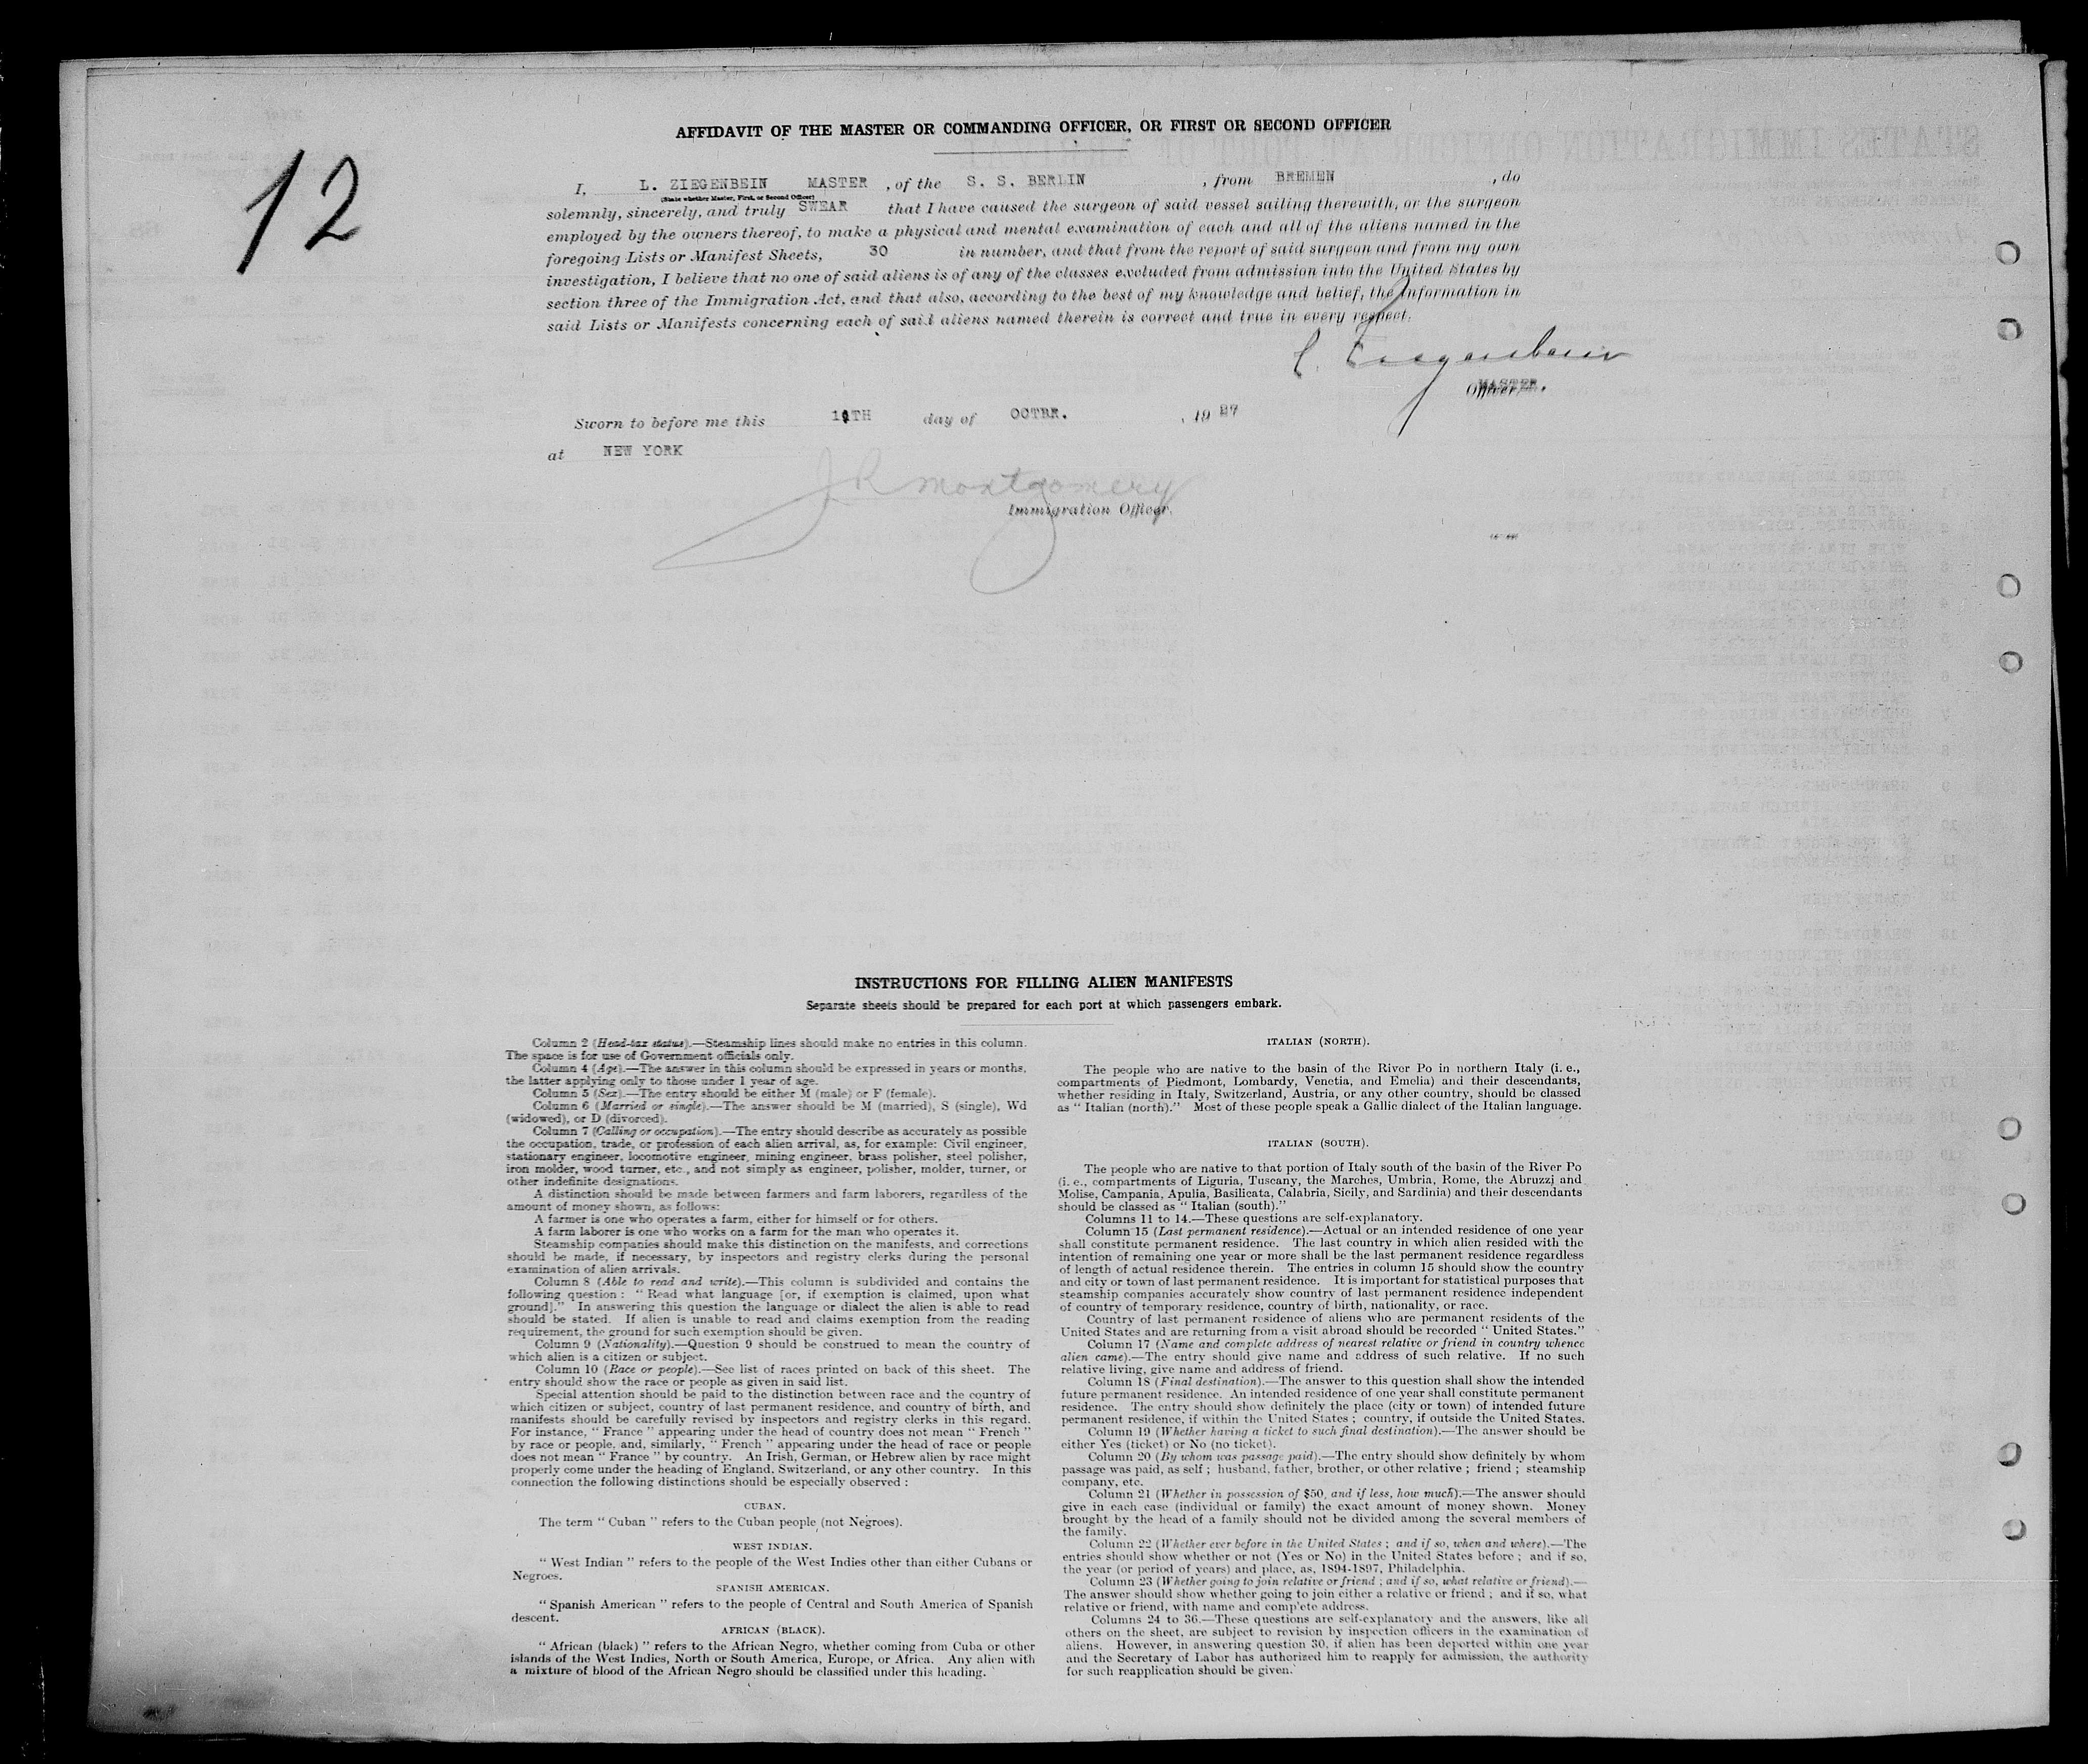 12
AFFIDAVIT OF THE MASTER OR COMMANDING OFFICER, OR FIRST OR SECOND OFFICER
I, L. ZIEGENBEIN MASTER , of the S. S. BERLIN , from BREMEN , do
(State whether Master, First, or Second Officer)
solemnly, sincerely, and truly SWEAR that I have caused the surgeon of said vessel sailing therewith, or the surgeon
employed by the owners thereof, to make a physical and mental examination of each and all of the aliens named in the
foregoing Lists or Manifest Sheets, 30 in number, and that from the report of said surgeon and from my own
investigation, I believe that no one of said aliens is of any of the classes excluded from admission into the United States by
section three of the Immigration Act, and that also, according to the best of my knowledge and belief, the information in
said Lists or Manifests concerning each of said aliens named therein is correct and true in every respect.
L. Ziegenbein
MASTER.
Officer.
Sworn to before me this TH day of OCTBR. , 19 27
at NEW YORK
J R Montgomery
Immigration Officer.
INSTRUCTIONS FOR FILLING ALIEN MANIFESTS
Separate sheets should be prepared for each port at which passengers embark.
Column 2 (Head-tax status).—Steamship lines should make no entries in this column.
The space is for use of Government officials only.
Column 4 (Age).—The answer in this column should be expressed in years or months,
the latter applying only to those under 1 year of age.
Column 5 (Sex).—The entry should be either M (male) or F (female).
Column 6 (Married or single).—The answer should be M (married), S (single), Wd
(widowed), or D (divorced).
Column 7 (Calling or occupation).—The entry should describe as accurately as possible
the occupation, trade, or profession of each alien arrival, as, for example: Civil engineer,
stationary engineer, locomotive engineer, mining engineer, brass polisher, steel polisher,
iron molder, wood turner, etc., and not simply as engineer, polisher, molder, turner, or
other indefinite designations.
A distinction should be made between farmers and farm laborers, regardless of the
amount of money shown, as follows:
A farmer is one who operates a farm, either for himself or for others.
A farm laborer is one who works on a farm for the man who operates it.
Steamship companies should make this distinction on the manifests, and corrections
should be made, if necessary, by inspectors and registry clerks during the personal
examination of alien arrivals.
Column 8 (Able to read and write).—This column is subdivided and contains the
following question: “ Read what language [or, if exemption is claimed, upon what
ground].” In answering this question the language or dialect the alien is able to read
should be stated. If alien is unable to read and claims exemption from the reading
requirement, the ground for such exemption should be given.
Column 9 (Nationality).—Question 9 should be construed to mean the country of
which alien is a citizen or subject.
Column 10 (Race or people).—See list of races printed on back of this sheet. The
entry should show the race or people as given in said list.
Special attention should be paid to the distinction between race and the country of
which citizen or subject, country of last permanent residence, and country of birth, and
manifests should be carefully revised by inspectors and registry clerks in this regard.
For instance, “ France ” appearing under the head of country does not mean “ French ”
by race or people, and, similarly, “ French ” appearing under the head of race or people
does not mean “ France ” by country. An Irish, German, or Hebrew alien by race might
properly come under the heading of England, Switzerland, or any other country. In this
connection the following distinctions should be especially observed :
CUBAN.
The term “ Cuban ” refers to the Cuban people (not Negroes).
WEST INDIAN.
“ West Indian ” refers to the people of the West Indies other than either Cubans or
Negroes.
SPANISH AMERICAN.
“ Spanish American ” refers to the people of Central and South America of Spanish
descent.
AFRICAN (BLACK).
“ African (black) ” refers to the African Negro, whether coming from Cuba or other
islands of the West Indies, North or South America, Europe, or Africa. Any alien with
a mixture of blood of the African Negro should be classified under this heading.
ITALIAN (NORTH).
The people who are native to the basin of the River Po in northern Italy (i. e.,
compartments of Piedmont, Lombardy, Venetia, and Emelia) and their descendants,
whether residing in Italy, Switzerland, Austria, or any other country, should be classed
as “ Italian (north).” Most of these people speak a Gallic dialect of the Italian language.
ITALIAN (SOUTH).
The people who are native to that portion of Italy south of the basin of the River Po
(i. e., compartments of Liguria, Tuscany, the Marches, Umbria, Rome, the Abruzzi and
Molise, Campania, Apulia, Basilicata, Calabria, Sicily, and Sardinia) and their descendants
should be classed as “ Italian (south).”
Columns 11 to 14.—These questions are self-explanatory.
Column 15 (Last permanent residence).—Actual or an intended residence of one year
shall constitute permanent residence. The last country in which alien resided with the
intention of remaining one year or more shall be the last permanent residence regardless
of length of actual residence therein. The entries in column 15 should show the country
and city or town of last permanent residence. It is important for statistical purposes that
steamship companies accurately show country of last permanent residence independent
of country of temporary residence, country of birth, nationality, or race.
Country of last permanent residence of aliens who are permanent residents of the
United States and are returning from a visit abroad should be recorded “ United States.”
Column 17 (Name and complete address of nearest relative or friend in country whence
alien came).—The entry should give name and address of such relative. If no such
relative living, give name and address of friend.
Column 18 (Final destination).—The answer to this question shall show the intended
future permanent residence. An intended residence of one year shall constitute permanent
residence. The entry should show definitely the place (city or town) of intended future
permanent residence, if within the United States ; country, if outside the United States.
Column 19 (Whether having a ticket to such final destination).—The answer should be
either Yes (ticket) or No (no ticket).
Column 20 (By whom was passage paid).—The entry should show definitely by whom
passage was paid, as self ; husband, father, brother, or other relative ; friend ; steamship
company, etc.
Column 21 (Whether in possession of $50, and if less, how much).—The answer should
give in each case (individual or family) the exact amount of money shown. Money
brought by the head of a family should not be divided among the several members of
the family.
Column 22 (Whether ever before in the United States ; and if so, when and where).—The
entries should show whether or not (Yes or No) in the United States before ; and if so,
the year (or period of years) and place, as, 1894-1897, Philadelphia.
Column 23 (Whether going to join relative or friend ; and if so, what relative or friend).—
The answer should show whether going to join either a relative or friend ; and if so, what
relative or friend, with name and complete address.
Columns 24 to 36.—These questions are self-explanatory and the answers, like all
others on the sheet, are subject to revision by inspection officers in the examination of
aliens. However, in answering question 30, if alien has been deported within one year
and the Secretary of Labor has authorized him to reapply for admission, the authority
for such reapplication should be given.